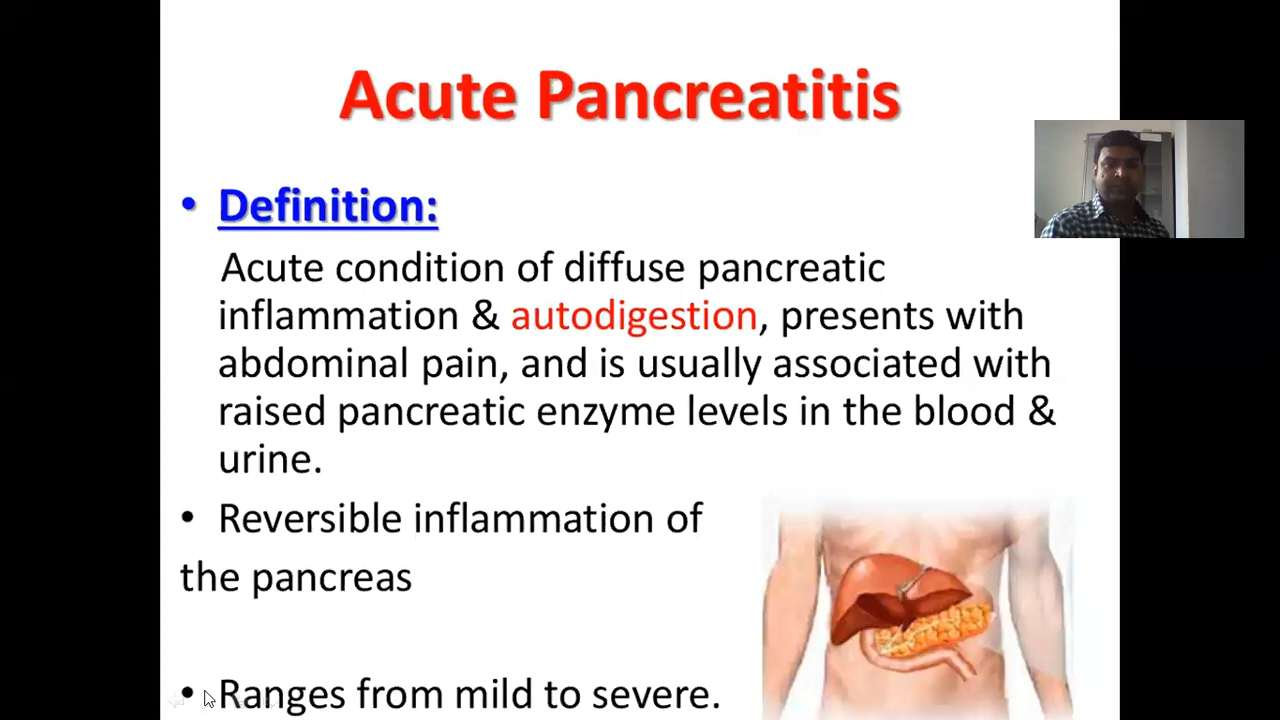 Acute Pancreatitis
• Definition:
Acute condition of diffuse pancreatic
inflammation & autodigestion, presents with
abdominal pain, and is usually associated with
raised pancreatic enzyme levels in the blood &
urine.
• Reversible inflammation of
the pancreas
• Ranges from mild to severe.